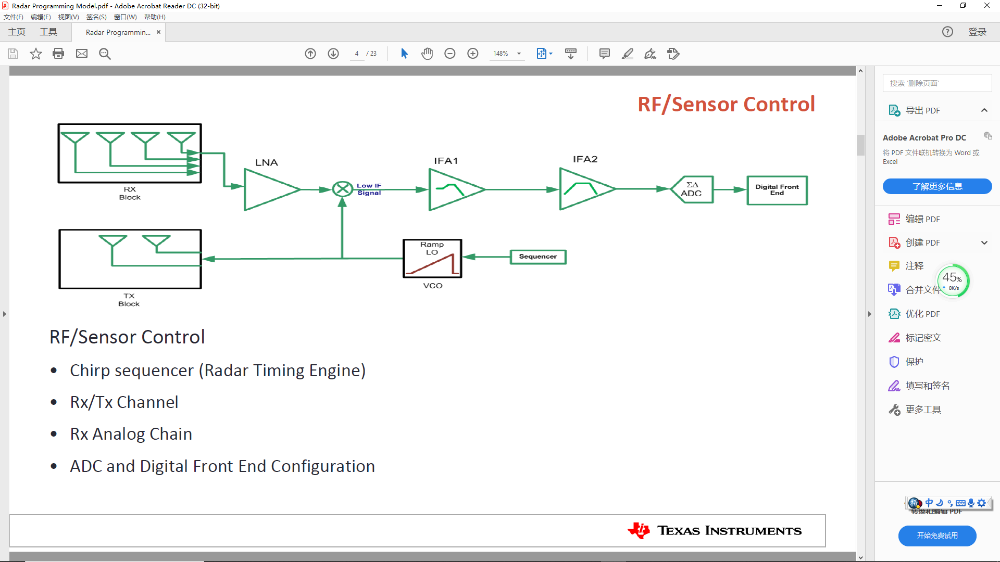 Radar Programming Model.pdf - Adobe Acrobat Reader DC (32-bit)
文件(F) 编辑(E) 视图(V) 签名(S) 窗口(W) 帮助(H)
主页 工具 Radar Programmin... × 登录
4 / 23 148%
RF/Sensor Control
RX
Block
LNA
Low IF
Signal
IFA1
IFA2
ΣΔ
ADC
Digital Front
End
TX
Block
Ramp
LO
VCO
Sequencer
RF/Sensor Control
• Chirp sequencer (Radar Timing Engine)
• Rx/Tx Channel
• Rx Analog Chain
• ADC and Digital Front End Configuration
TEXAS INSTRUMENTS
搜索 '删除页面'
导出 PDF
Adobe Acrobat Pro DC
将 PDF 文件联机转换为 Word 或
Excel
了解更多信息
编辑 PDF
创建 PDF
注释
合并文件
45%
0K/s
优化 PDF
标记密文
保护
填写和签名
更多工具
拼 中
转换和编辑 PDF
开始免费试用